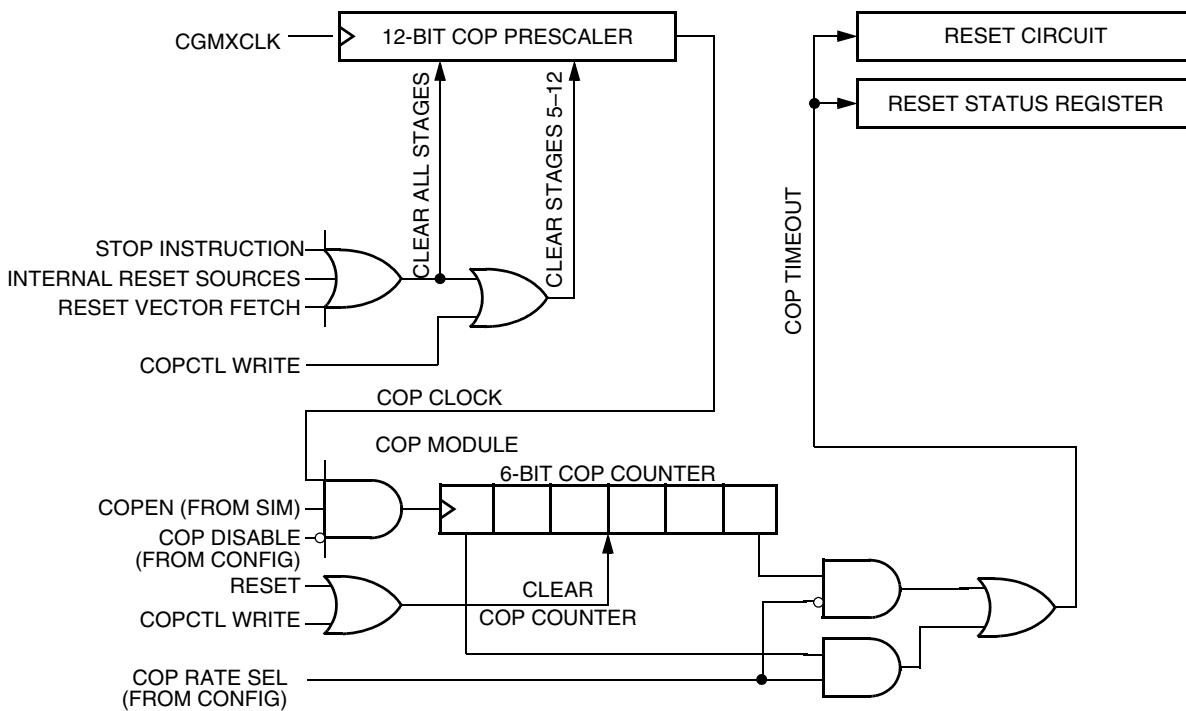 CGMXCLK
12-BIT COP PRESCALER
RESET CIRCUIT
RESET STATUS REGISTER
CLEAR ALL STAGES
CLEAR STAGES 5–12
STOP INSTRUCTION
INTERNAL RESET SOURCES
RESET VECTOR FETCH
COPCTL WRITE
COP TIMEOUT
COP CLOCK
COP MODULE
6-BIT COP COUNTER
COPEN (FROM SIM)
COP DISABLE
(FROM CONFIG)
RESET
COPCTL WRITE
CLEAR
COP COUNTER
COP RATE SEL
(FROM CONFIG)